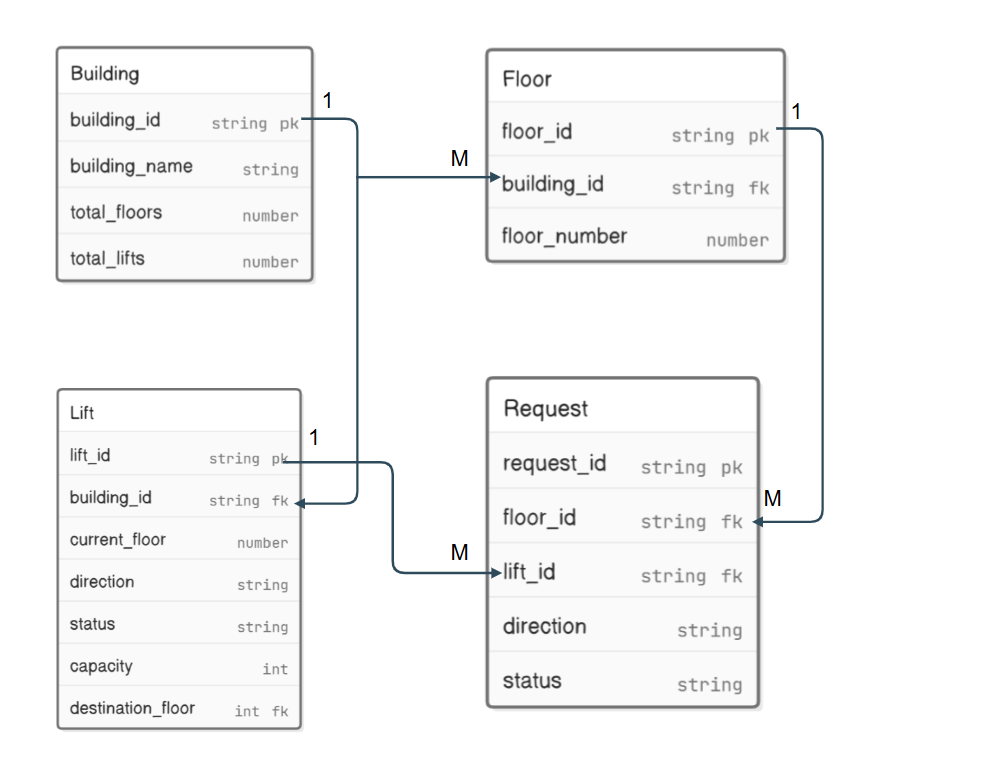 Building
building_id string pk
building_name string
total_floors number
total_lifts number
1
M
Floor
floor_id string pk
building_id string fk
floor_number number
1
Lift
lift_id string pk
building_id string fk
current_floor number
direction string
status string
capacity int
destination_floor int fk
1
M
Request
request_id string pk
floor_id string fk
lift_id string fk
direction string
status string
M